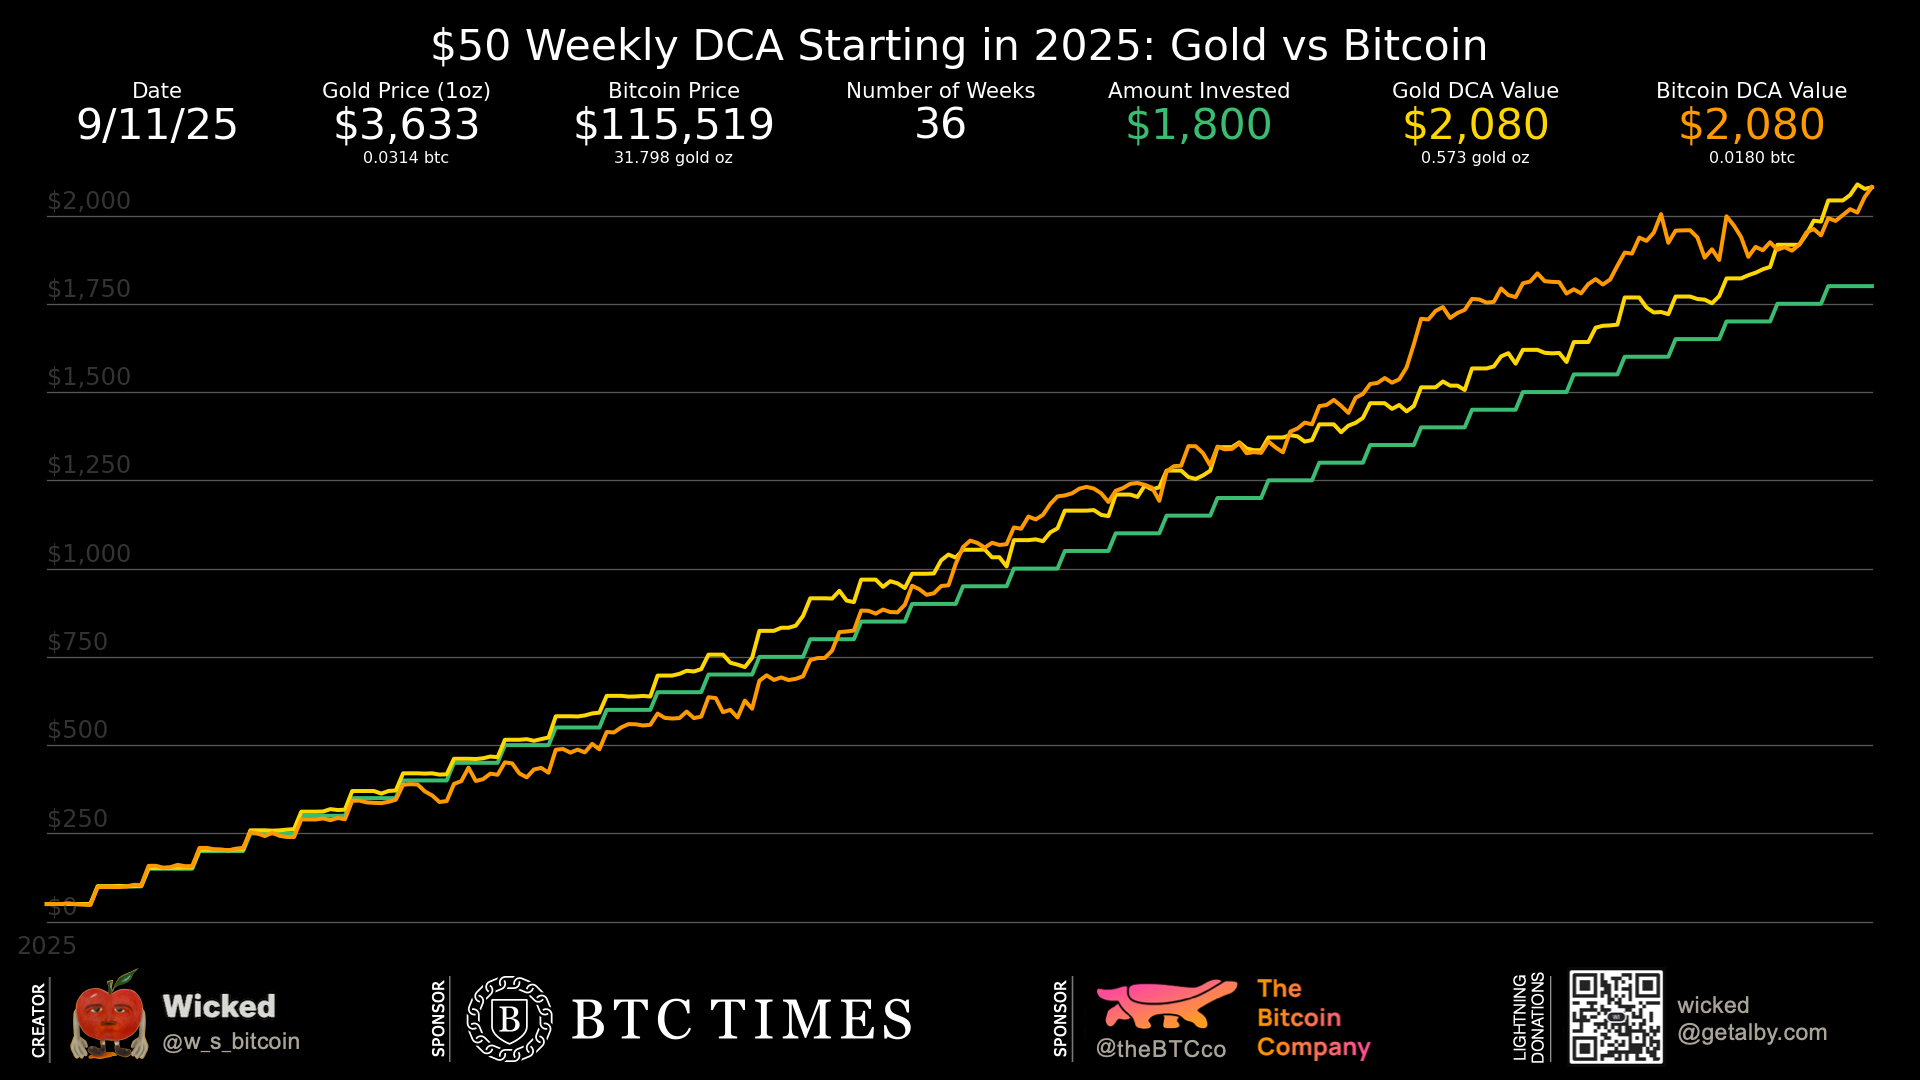 $50 Weekly DCA Starting in 2025: Gold vs Bitcoin
Date
9/11/25
Gold Price (1oz)
$3,633
0.0314 btc
Bitcoin Price
$115,519
31.798 gold oz
Number of Weeks
36
Amount Invested
$1,800
Gold DCA Value
$2,080
0.573 gold oz
Bitcoin DCA Value
$2,080
0.0180 btc
$2,000
$1,750
$1,500
$1,250
$1,000
$750
$500
$250
$0
2025
CREATOR
Wicked
@w_s_bitcoin
SPONSOR
B
BTC TIMES
SPONSOR
@theBTCco
The
Bitcoin
Company
LIGHTNING
DONATIONS
wicked
@getalby.com